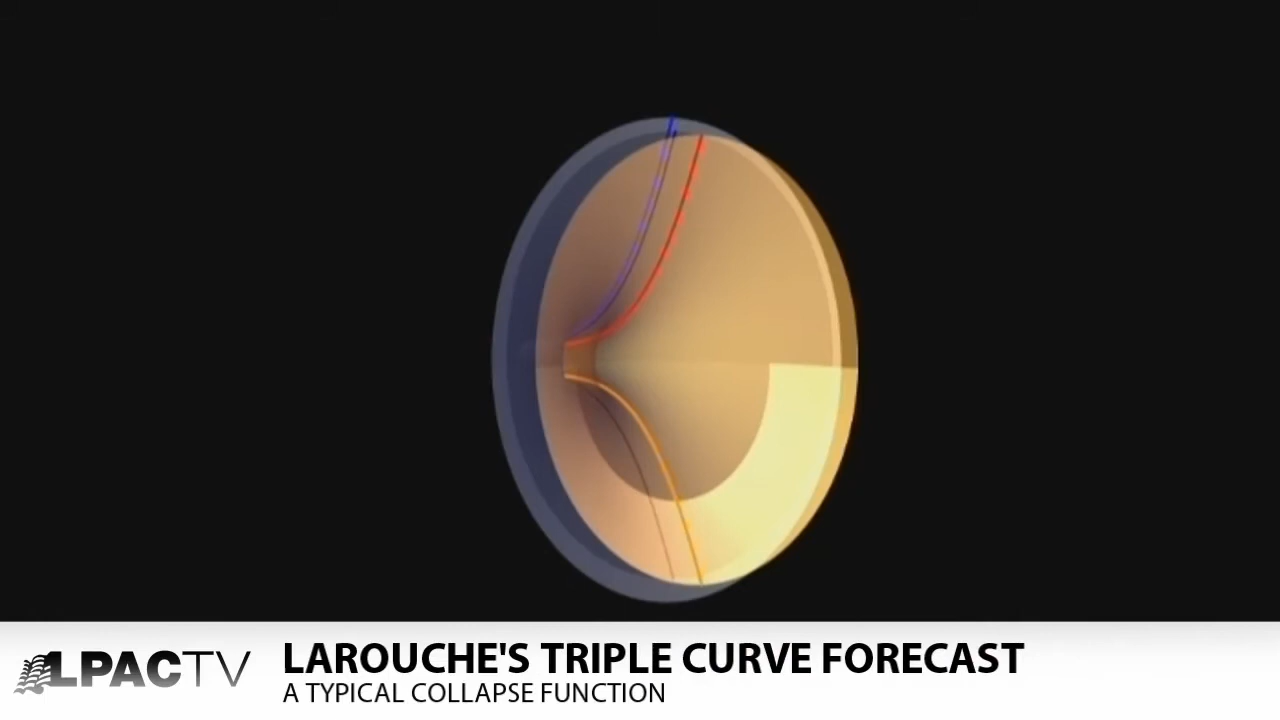 LPACTV
LAROUCHE'S TRIPLE CURVE FORECAST
A TYPICAL COLLAPSE FUNCTION